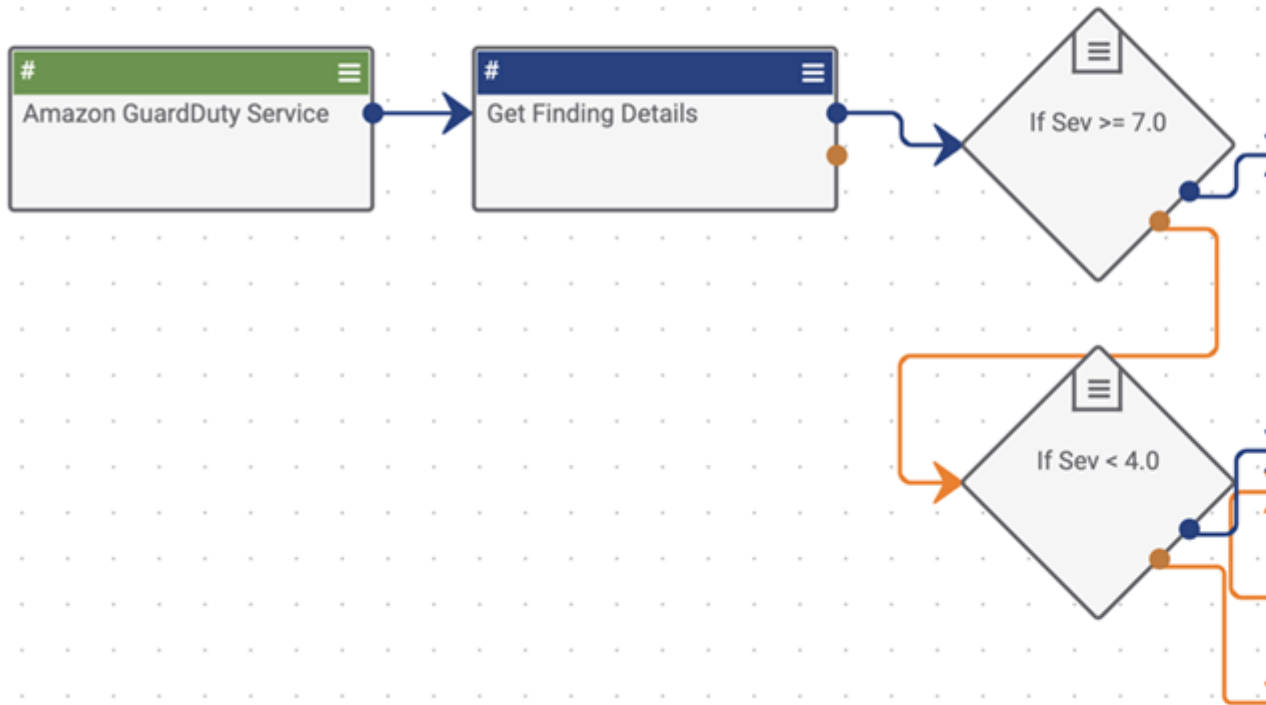 #
Amazon GuardDuty Service
#
Get Finding Details
If Sev >= 7.0
If Sev < 4.0